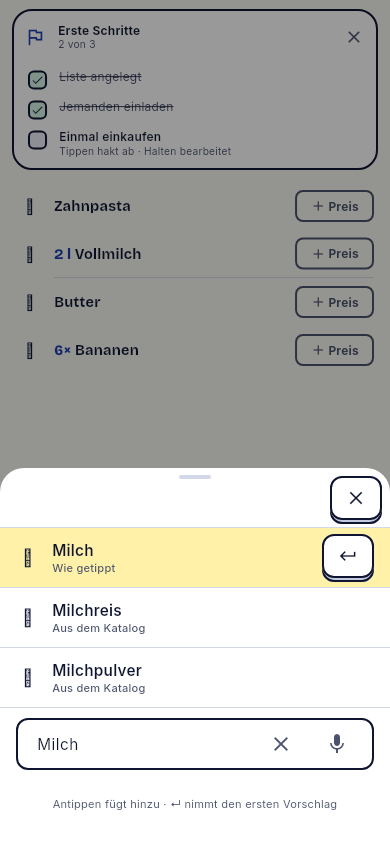 Erste Schritte
2 von 3
Liste angelegt
Jemanden einladen
Einmal einkaufen
Tippen hakt ab · Halten bearbeitet
Zahnpasta
+ Preis
2 l Vollmilch
+ Preis
Butter
+ Preis
6× Bananen
+ Preis
Milch
Wie getippt
Milchreis
Aus dem Katalog
Milchpulver
Aus dem Katalog
Milch
Antippen fügt hinzu · ↵ nimmt den ersten Vorschlag